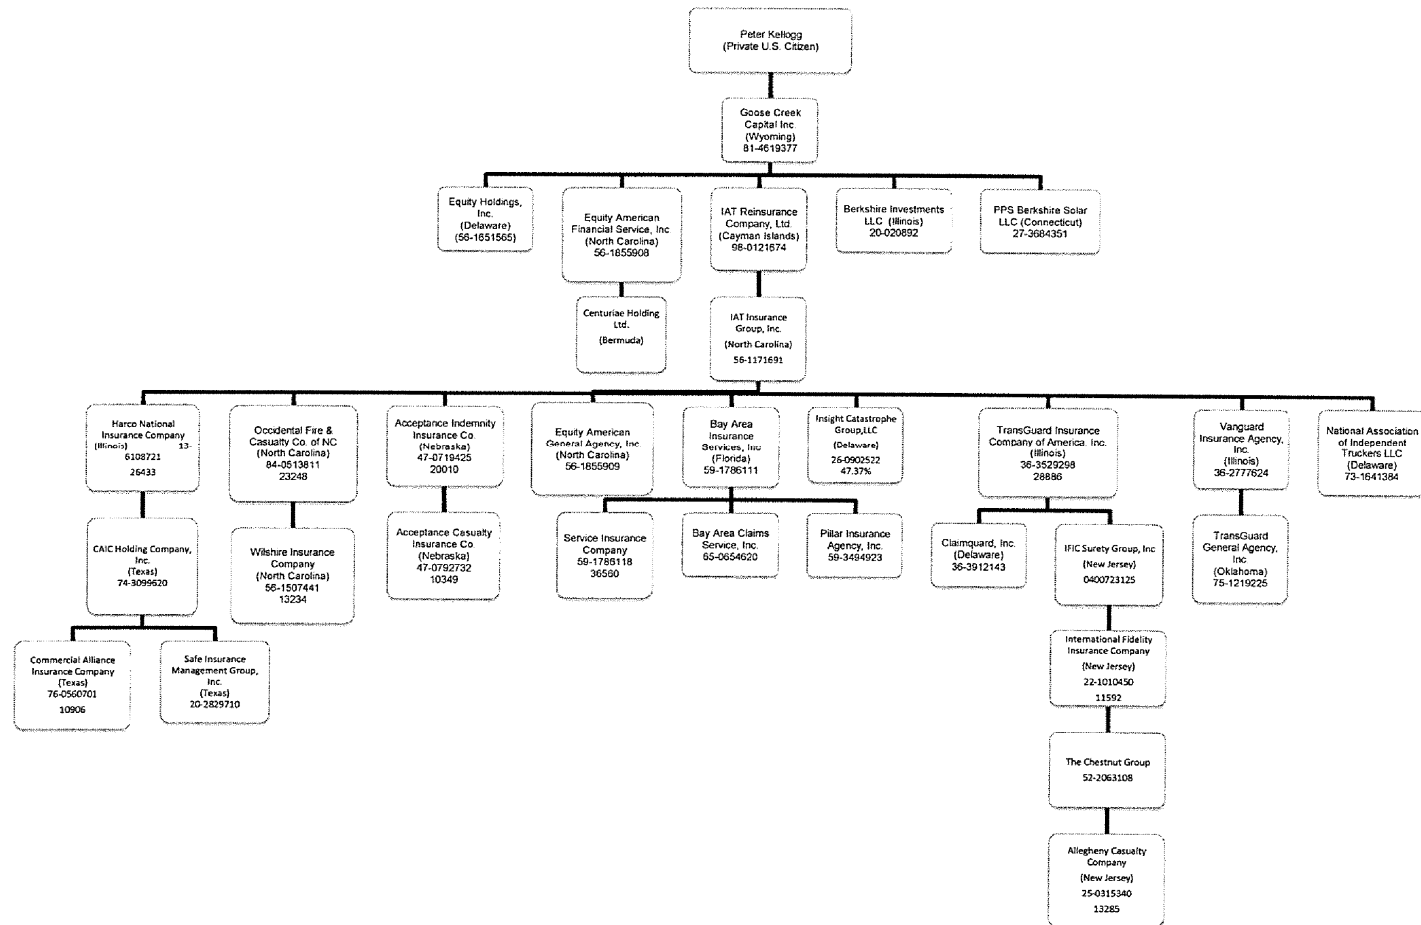 Peter Kellogg
(Private U.S. Citizen)
Goose Creek
Capital Inc.
(Wyoming)
81-4619377
Equity Holdings,
Inc.
(Delaware)
(56-1651565)
Equity American
Financial Service, Inc
(North Carolina)
56-1855908
IAT Reinsurance
Company, Ltd.
(Cayman Islands)
98-0121674
Berkshire Investments
LLC (Illinois)
20-020892
PPS Berkshire Solar
LLC (Connecticut)
27-3684351
Centuriae Holding
Ltd.
(Bermuda)
IAT Insurance
Group, Inc.
(North Carolina)
56-1171691
Harco National
Insurance Company
(Illinois) 13-
6108721
26433
Occidental Fire &
Casualty Co. of NC
(North Carolina)
84-0513811
23248
Acceptance Indemnity
Insurance Co.
(Nebraska)
47-0719425
20010
Equity American
General Agency, Inc.
(North Carolina)
56-1855909
Bay Area
Insurance
Services, Inc
(Florida)
59-1786111
Insight Catastrophe
Group,LLC
(Delaware)
26-0902522
47.37%
TransGuard Insurance
Company of America. Inc.
(Illinois)
36-3529298
28886
Vanguard
Insurance Agency,
Inc.
(Illinois)
36-2777624
National Association
of Independent
Truckers LLC
(Delaware)
73-1641384
CAIC Holding Company,
Inc.
(Texas)
74-3099620
Wilshire Insurance
Company
(North Carolina)
56-1507441
13234
Acceptance Casualty
Insurance Co.
(Nebraska)
47-0792732
10349
Service Insurance
Company
59-1786118
36560
Bay Area Claims
Service, Inc.
65-0654620
Pillar Insurance
Agency, Inc.
59-3494923
Claimquard, Inc.
(Delaware)
36-3912143
IFIC Surety Group, Inc
(New Jersey)
0400723125
TransGuard
General Agency,
Inc
(Oklahoma)
75-1219225
Commercial Alliance
Insurance Company
(Texas)
76-0560701
10906
Safe Insurance
Management Group,
Inc.
(Texas)
20-2829710
International Fidelity
Insurance Company
(New Jersey)
22-1010450
11592
The Chestnut Group
52-2063108
Allegheny Casualty
Company
(New Jersey)
25-0315340
13285